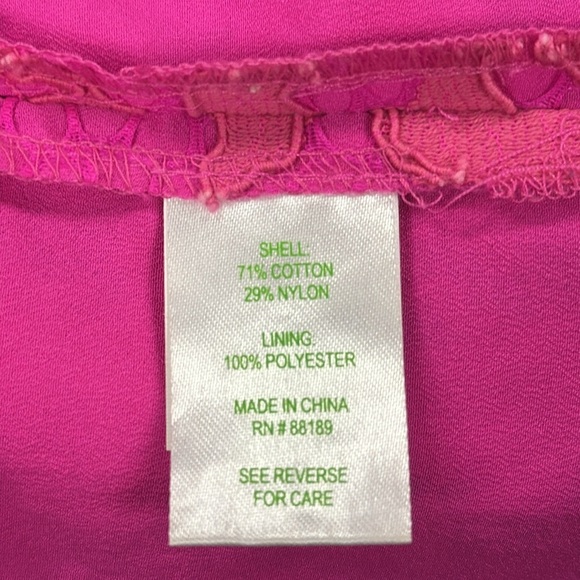 SHELL:
71% COTTON
29% NYLON
LINING:
100% POLYESTER
MADE IN CHINA
RN # 88189
SEE REVERSE
FOR CARE